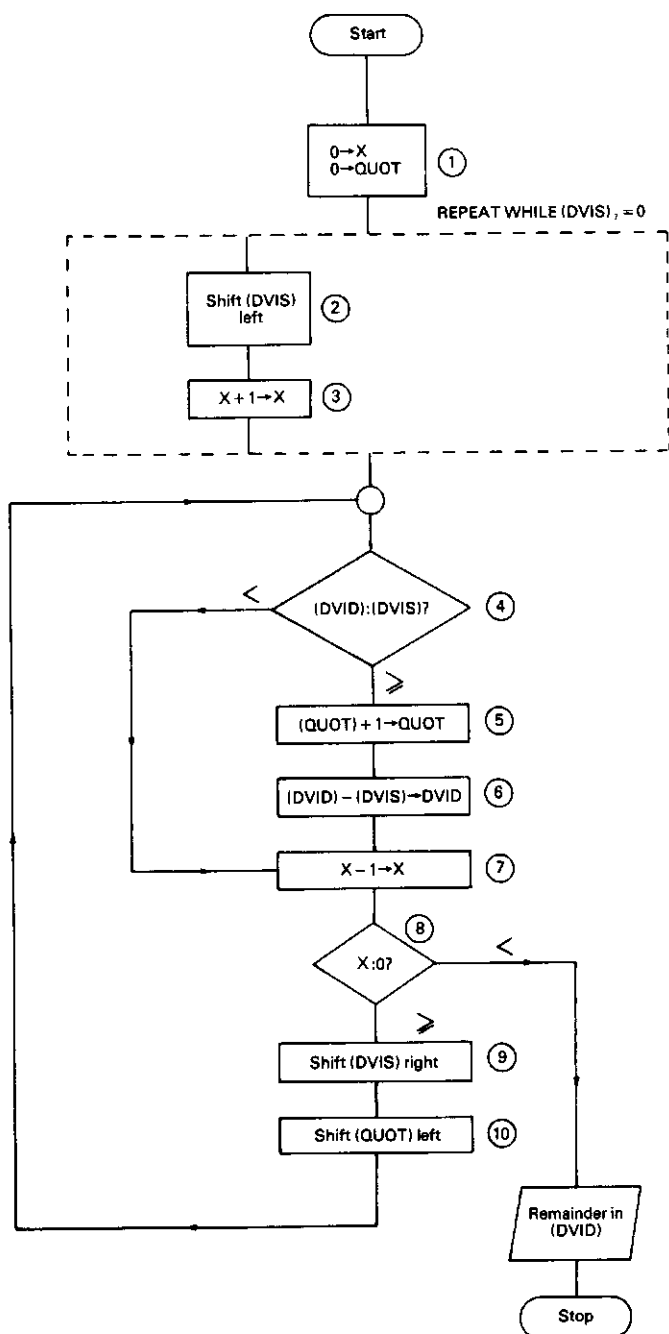 Start
0→X
0→QUOT
1
REPEAT WHILE (DVIS)₇ = 0
Shift (DVIS)
left
2
X + 1→X
3
(DVID):(DVIS)?
4
<
⩾
(QUOT) + 1→QUOT
5
(DVID) – (DVIS)→DVID
6
X – 1→X
7
8
X:0?
<
⩾
Shift (DVIS) right
9
Shift (QUOT) left
10
Remainder in
(DVID)
Stop